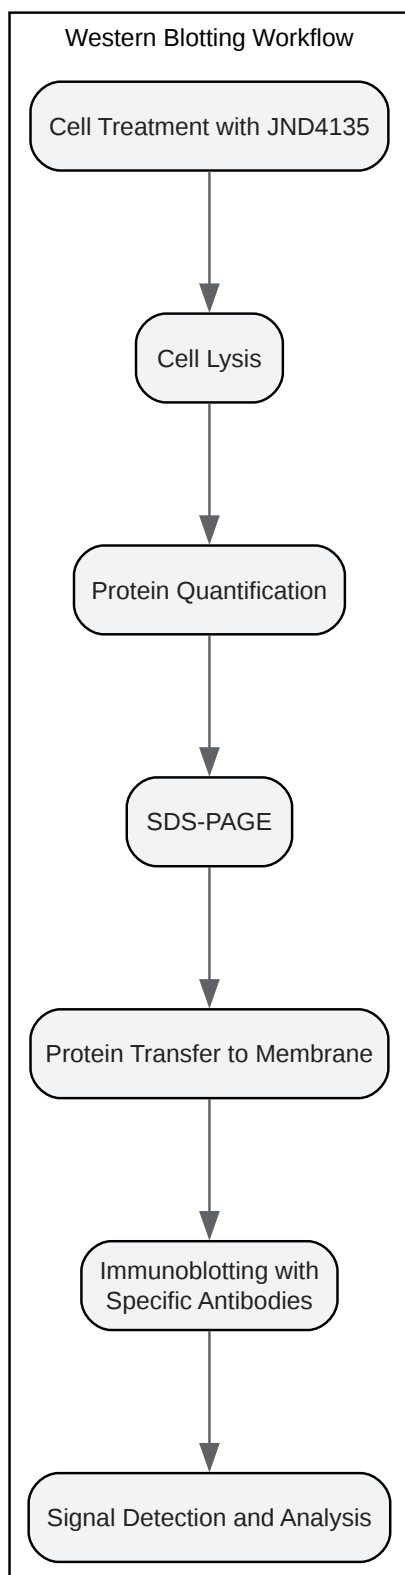 Western Blotting Workflow
Cell Treatment with JND4135
Cell Lysis
Protein Quantification
SDS-PAGE
Protein Transfer to Membrane
Immunoblotting with
Specific Antibodies
Signal Detection and Analysis